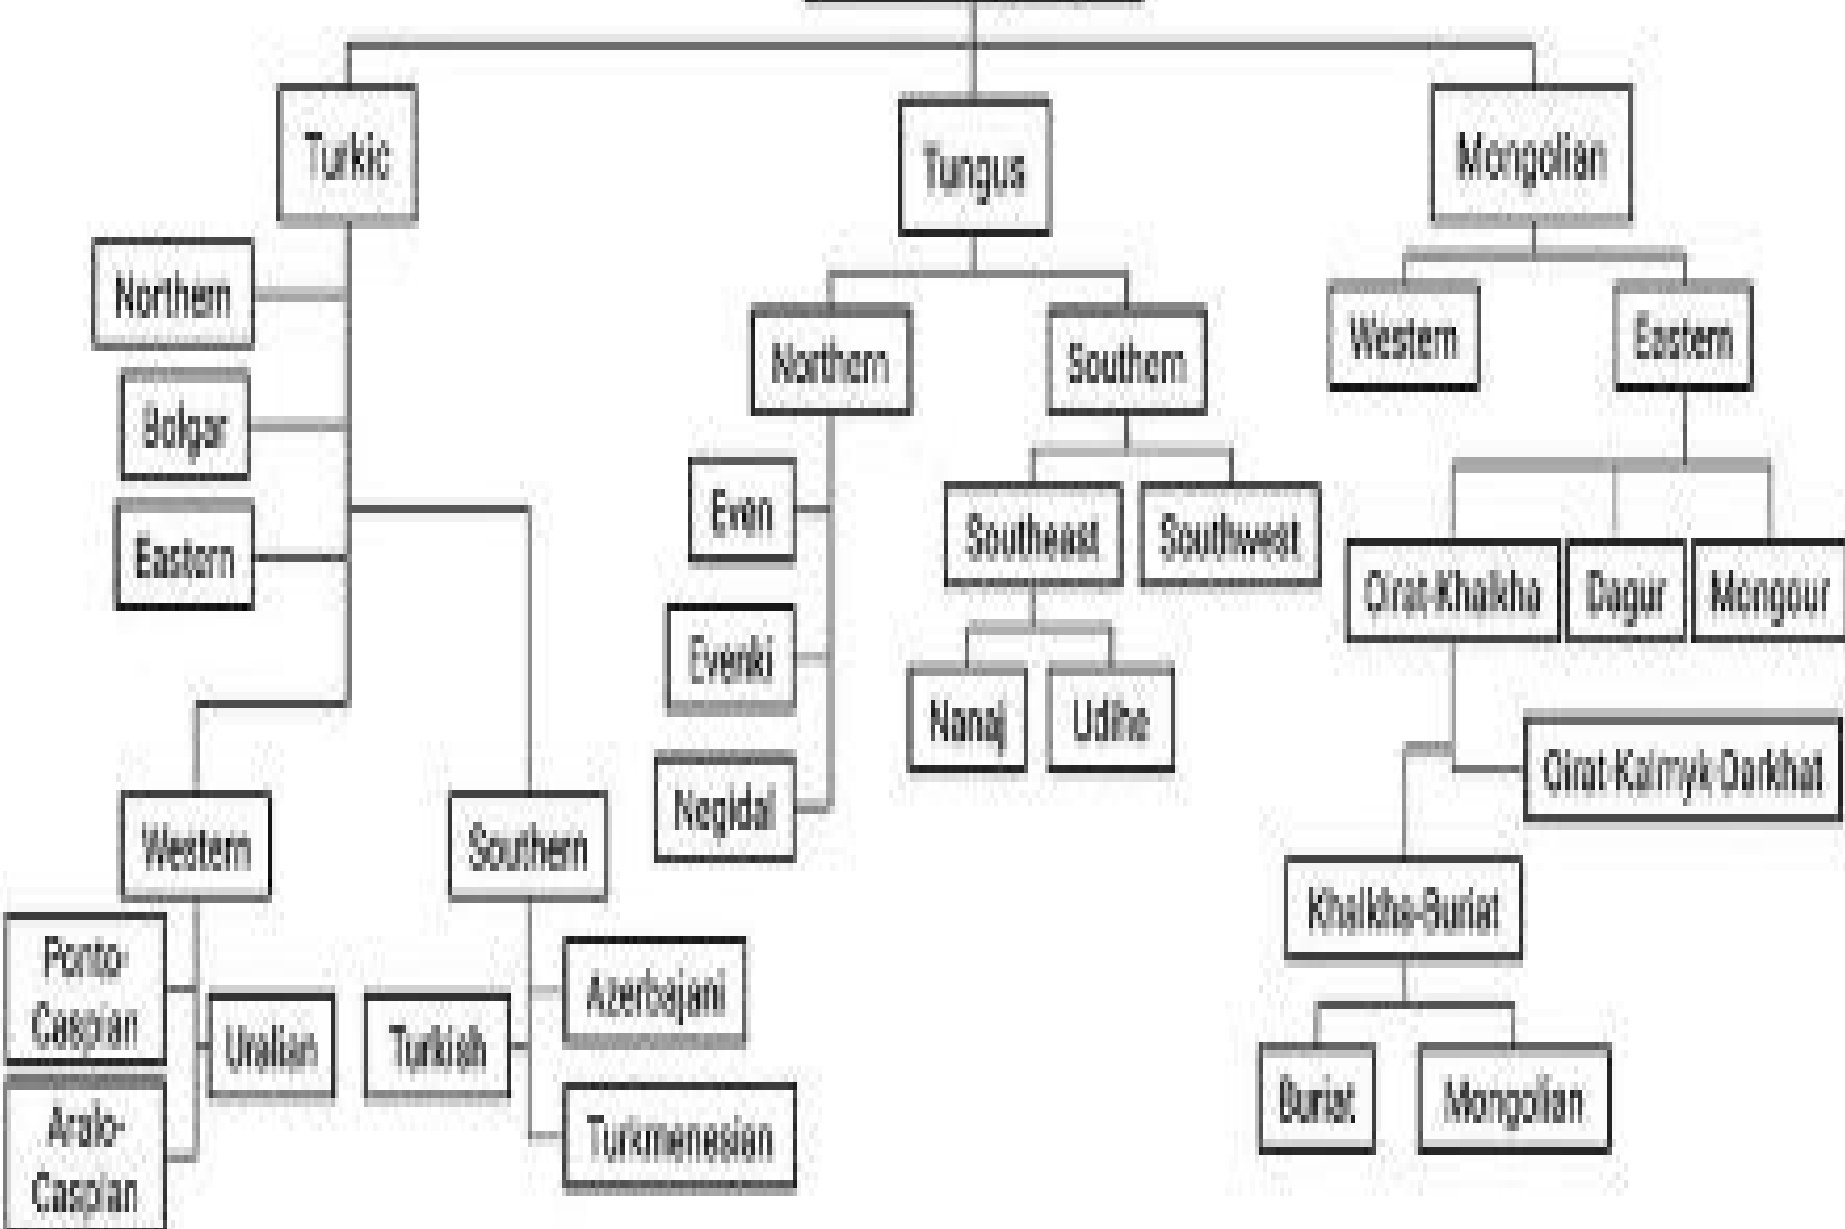 Turkic
Tungus
Mongolian
Northern
Bolgar
Eastern
Northern
Southern
Western
Eastern
Even
Evenki
Negidal
Southeast
Southwest
Nanaj
Udihe
Oirat-Khalkha
Dagur
Mongour
Oirat-Kalmyk-Darkhat
Khalkha-Buriat
Buriat
Mongolian
Western
Southern
Ponto-
Caspian
Uralian
Aralo-
Caspian
Turkish
Azerbajani
Turkmenesian